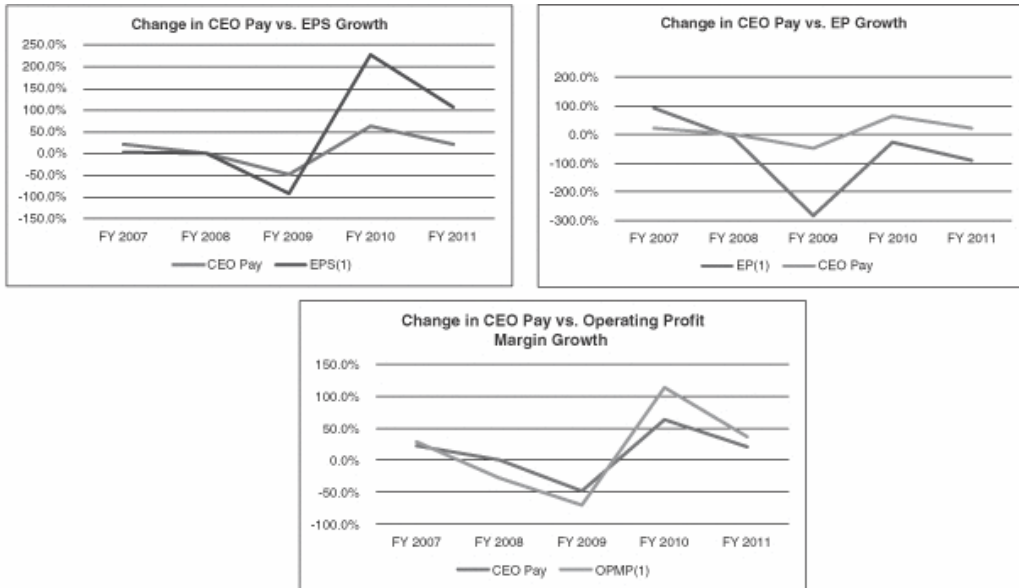 Change in CEO Pay vs. EPS Growth
250.0%
200.0%
150.0%
100.0%
50.0%
0.0%
-50.0%
-100.0%
-150.0%
FY 2007 FY 2008 FY 2009 FY 2010 FY 2011
CEO Pay EPS(1)
Change in CEO Pay vs. EP Growth
200.0%
100.0%
0.0%
-100.0%
-200.0%
-300.0%
FY 2007 FY 2008 FY 2009 FY 2010 FY 2011
EP(1) CEO Pay
Change in CEO Pay vs. Operating Profit
Margin Growth
150.0%
100.0%
50.0%
0.0%
-50.0%
-100.0%
FY 2007 FY 2008 FY 2009 FY 2010 FY 2011
CEO Pay OPMP(1)